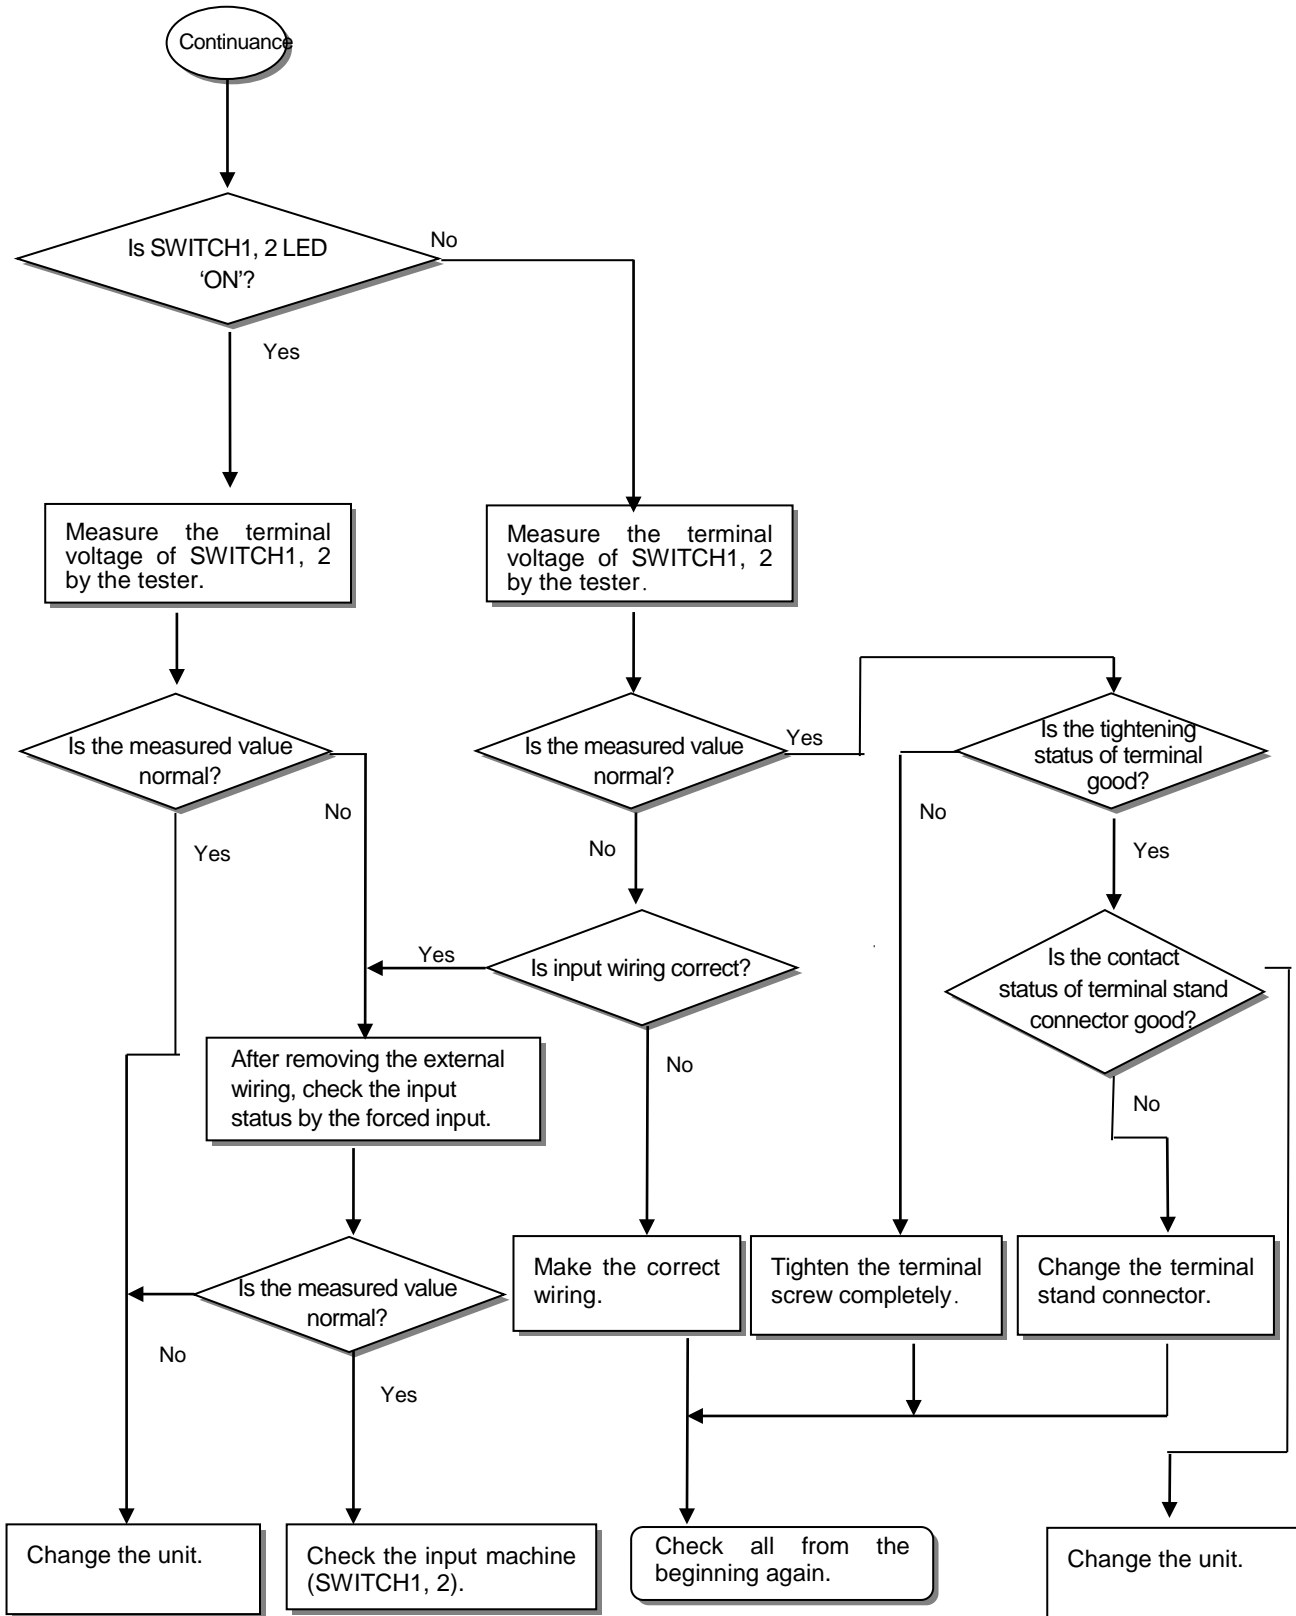 Continuance
Is SWITCH1, 2 LED
‘ON’?
No
Yes
Measure the terminal
voltage of SWITCH1, 2
by the tester.
Measure the terminal
voltage of SWITCH1, 2
by the tester.
Is the measured value
normal?
No
Yes
Is the measured value
normal?
Yes
No
Is the tightening
status of terminal
good?
No
Yes
Is input wiring correct?
Yes
No
Is the contact
status of terminal stand
connector good?
No
After removing the external
wiring, check the input
status by the forced input.
Is the measured value
normal?
No
Yes
Make the correct
wiring.
Tighten the terminal
screw completely.
Change the terminal
stand connector.
Change the unit.
Check the input machine
(SWITCH1, 2).
Check all from the
beginning again.
Change the unit.